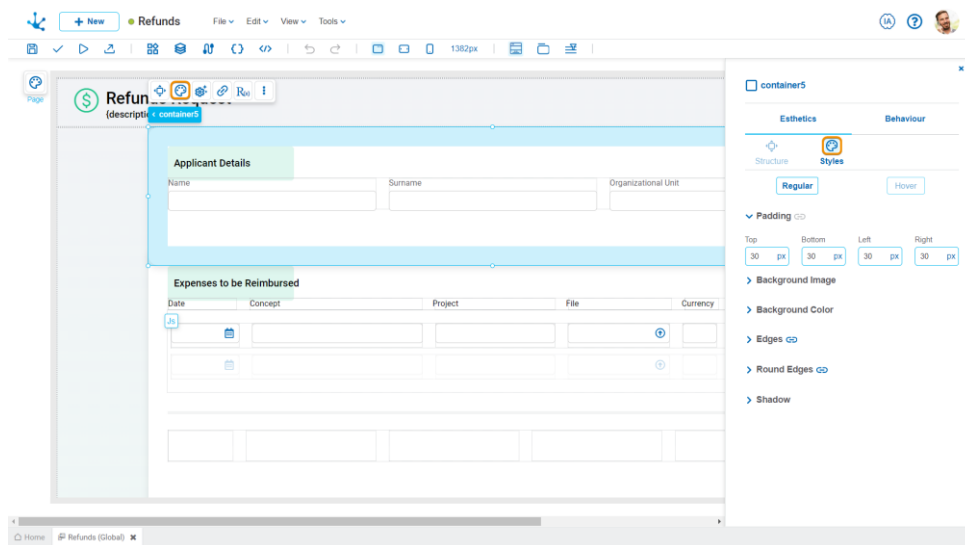 + New
Refunds
File
Edit
View
Tools
IA
?
1382px
Page
Refun
(descripti
R(x)
container5
Applicant Details
Name
Surname
Organizational Unit
Expenses to be Reimbursed
Date
Concept
Project
File
Currency
Js
container5
Esthetics
Behaviour
Structure
Styles
Regular
Hover
Padding
Top
Bottom
Left
Right
30 px
30 px
30 px
30 px
Background Image
Background Color
Edges
Round Edges
Shadow
Home
Refunds (Global)